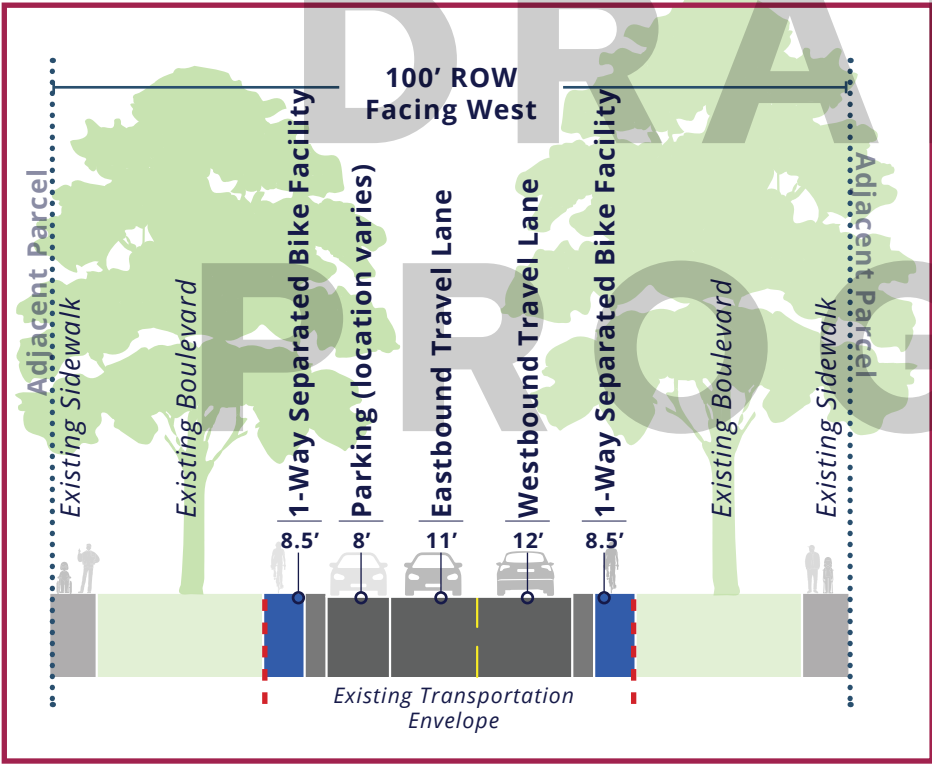 DRA
PROG
100’ ROW
Facing West
Adjacent Parcel
Existing Sidewalk
Existing Boulevard
1-Way Separated Bike Facility
Parking (location varies)
Eastbound Travel Lane
Westbound Travel Lane
1-Way Separated Bike Facility
Existing Boulevard
Existing Sidewalk
Adjacent Parcel
8.5’
8’
11’
12’
8.5’
Existing Transportation
Envelope